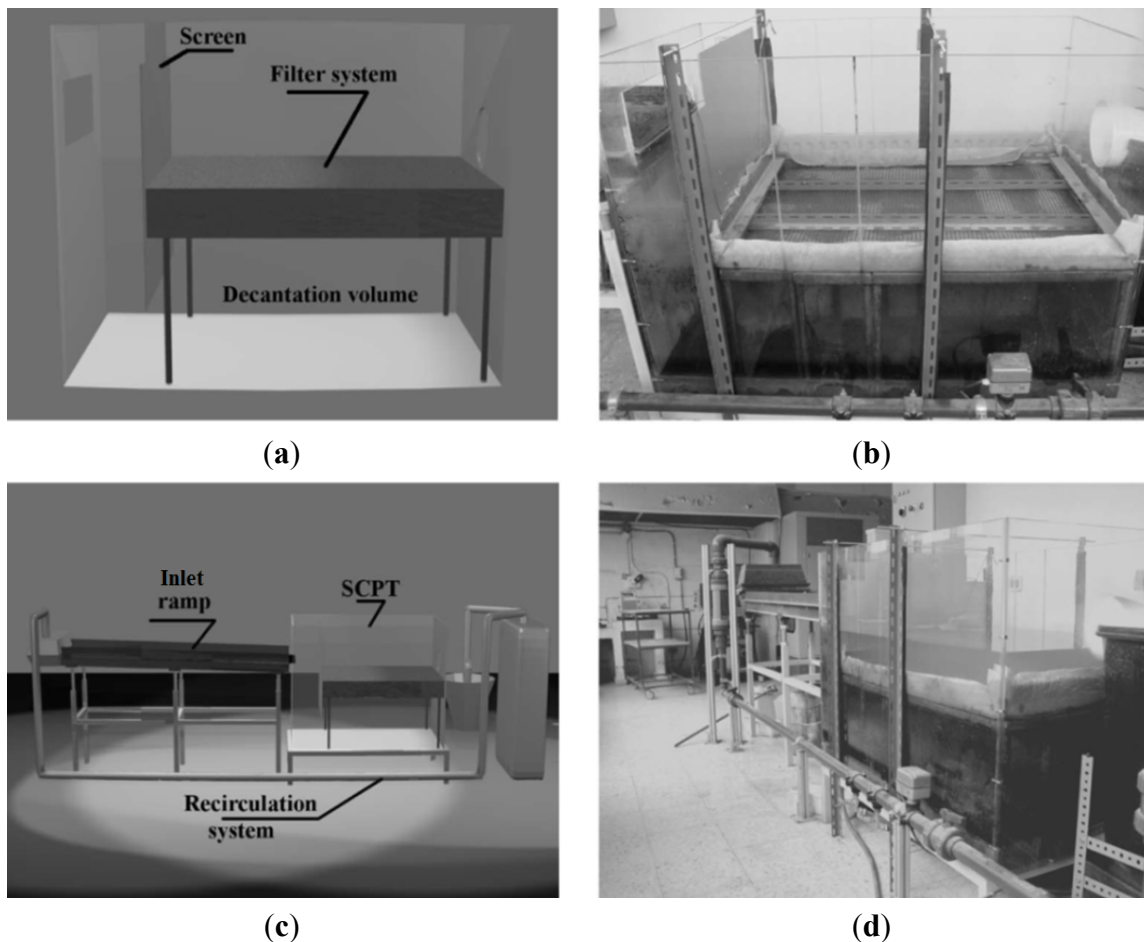 Screen
Filter system
Decantation volume
(a)
(b)
Inlet
ramp
SCPT
Recirculation
system
(c)
(d)